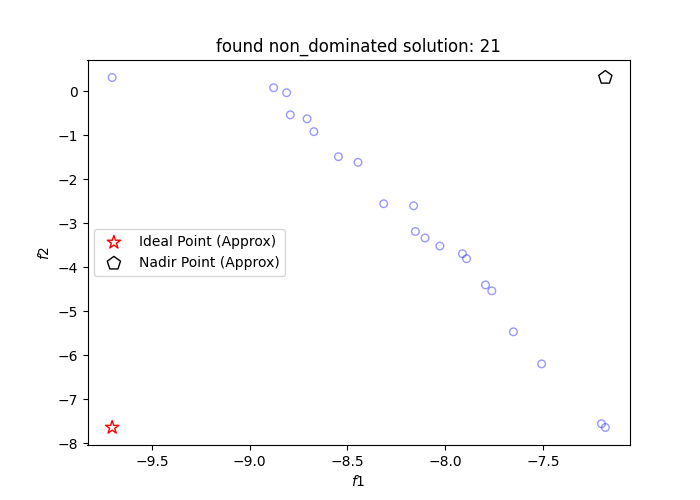 found non_dominated solution: 21
0
−1
−2
−3
−4
−5
−6
−7
−8
f2
Ideal Point (Approx)
Nadir Point (Approx)
−9.5 −9.0 −8.5 −8.0 −7.5
f1